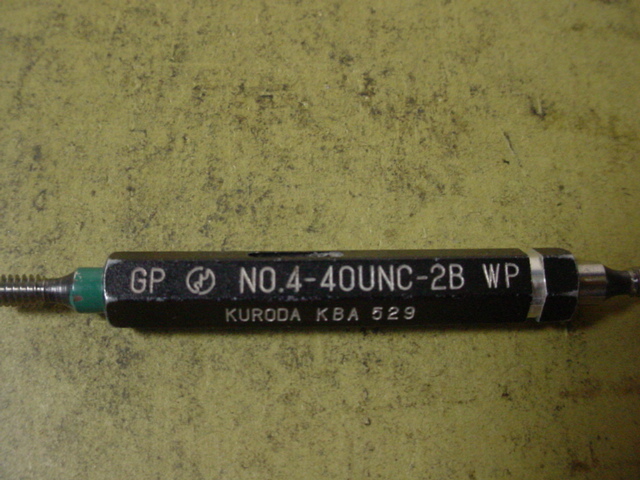 GP NO.4-40UNC-2B WP
KURODA KBA 529